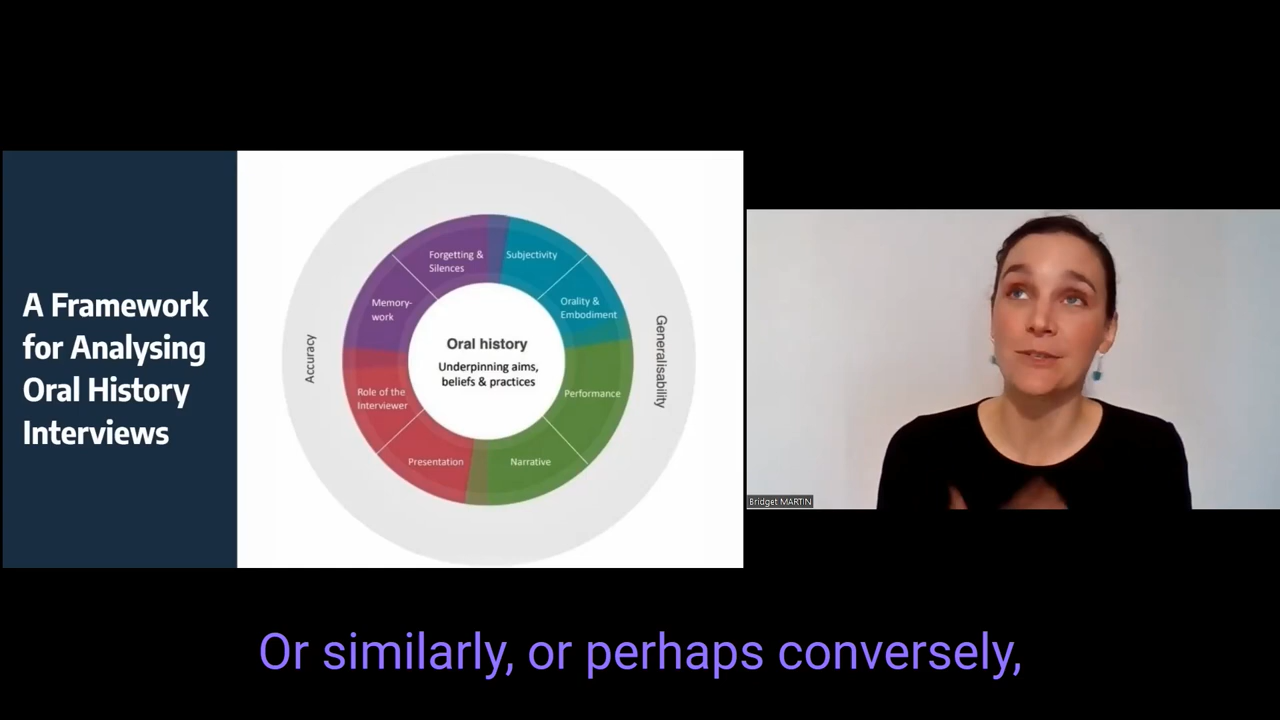 A Framework
for Analysing
Oral History
Interviews
Forgetting &
Silences
Subjectivity
Memory-
work
Orality &
Embodiment
Accuracy
Generalisability
Oral history
Underpinning aims,
beliefs & practices
Role of the
Interviewer
Performance
Presentation
Narrative
Bridget MARTIN
Or similarly, or perhaps conversely,